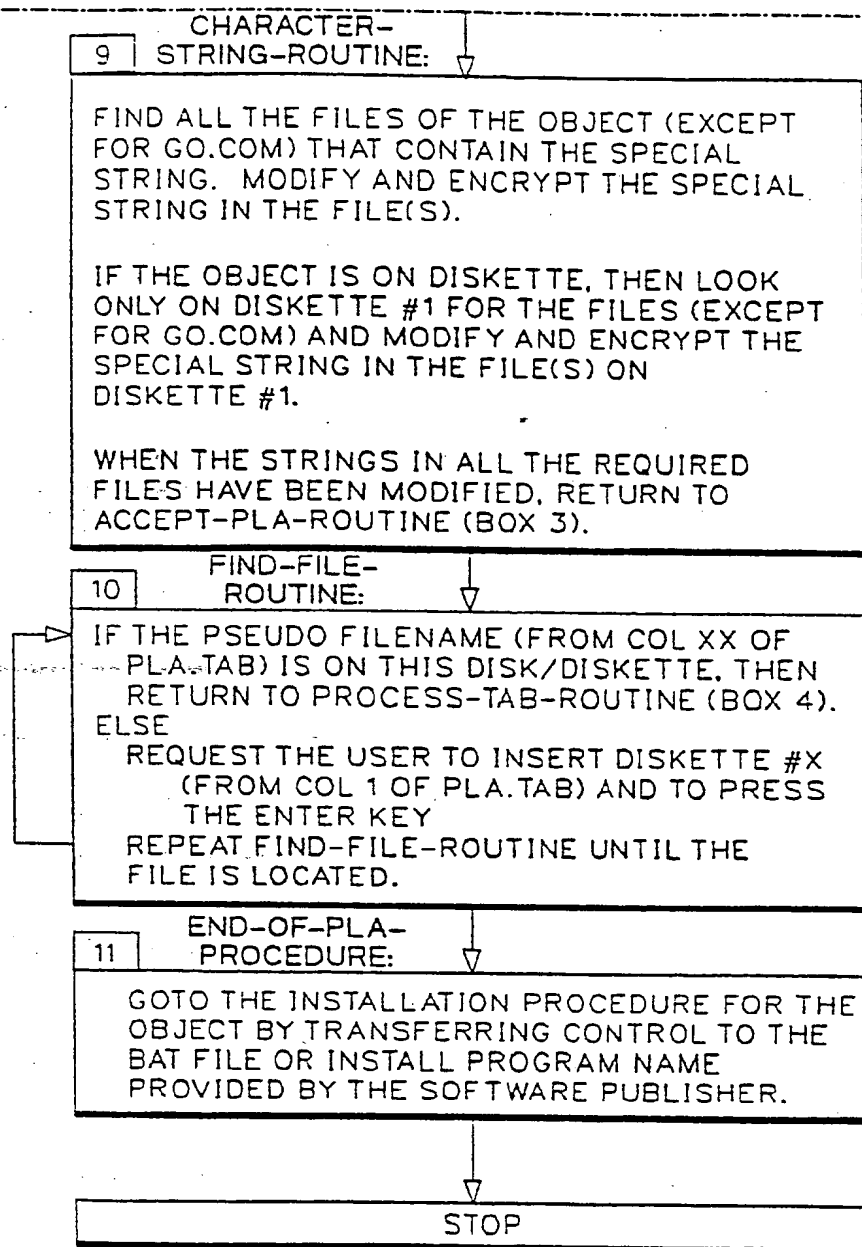 CHARACTER-
9 STRING-ROUTINE:
FIND ALL THE FILES OF THE OBJECT (EXCEPT
FOR GO.COM) THAT CONTAIN THE SPECIAL
STRING. MODIFY AND ENCRYPT THE SPECIAL
STRING IN THE FILE(S).
IF THE OBJECT IS ON DISKETTE, THEN LOOK
ONLY ON DISKETTE #1 FOR THE FILES (EXCEPT
FOR GO.COM) AND MODIFY AND ENCRYPT THE
SPECIAL STRING IN THE FILE(S) ON
DISKETTE #1.
WHEN THE STRINGS IN ALL THE REQUIRED
FILES HAVE BEEN MODIFIED, RETURN TO
ACCEPT-PLA-ROUTINE (BOX 3).
FIND-FILE-
10 ROUTINE:
IF THE PSEUDO FILENAME (FROM COL XX OF
PLA.TAB) IS ON THIS DISK/DISKETTE, THEN
RETURN TO PROCESS-TAB-ROUTINE (BOX 4).
ELSE
REQUEST THE USER TO INSERT DISKETTE #X
(FROM COL 1 OF PLA.TAB) AND TO PRESS
THE ENTER KEY
REPEAT FIND-FILE-ROUTINE UNTIL THE
FILE IS LOCATED.
END-OF-PLA-
11 PROCEDURE:
GOTO THE INSTALLATION PROCEDURE FOR THE
OBJECT BY TRANSFERRING CONTROL TO THE
BAT FILE OR INSTALL PROGRAM NAME
PROVIDED BY THE SOFTWARE PUBLISHER.
STOP